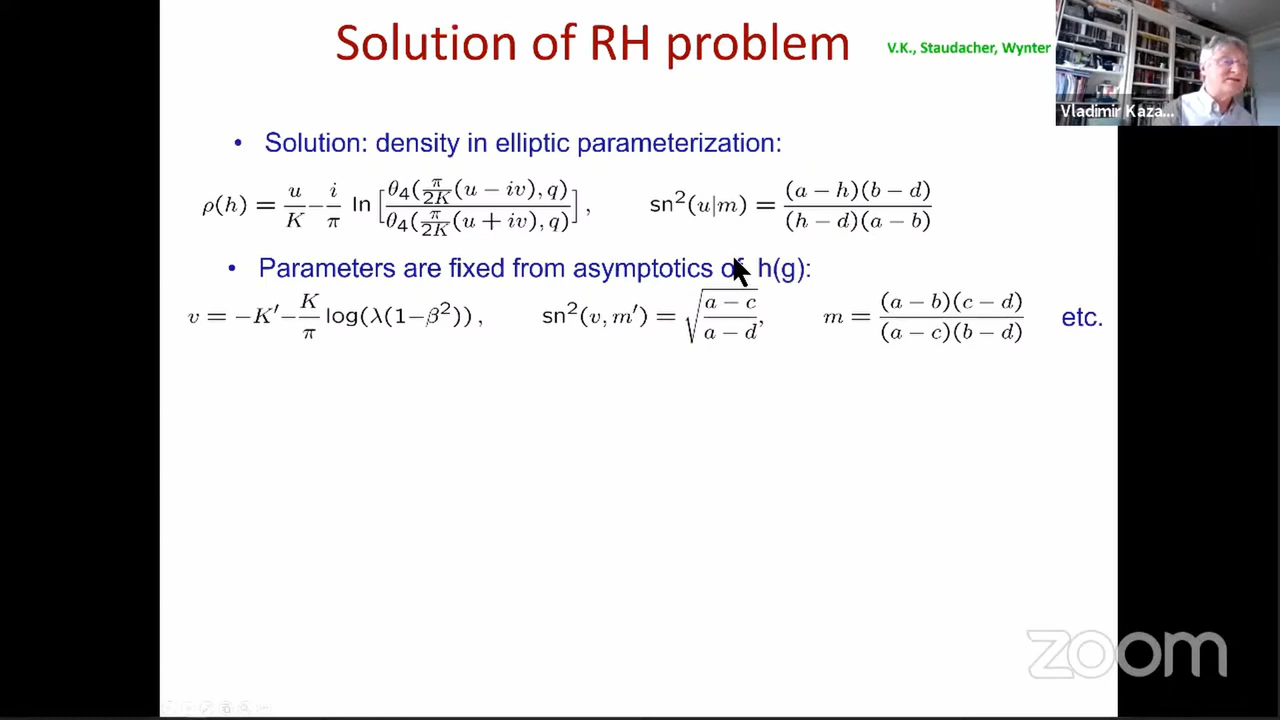 Solution of RH problem
V.K., Staudacher, Wynter
Vladimir Kaza...
• Solution: density in elliptic parameterization:
ρ(h) = u/K − i/π ln [θ₄(π/2K (u − iv), q) / θ₄(π/2K (u + iv), q)] , sn²(u|m) = (a − h)(b − d) / (h − d)(a − b)
• Parameters are fixed from asymptotics of h(g):
v = −K′ − K/π log(λ(1−β²)) , sn²(v, m′) = √(a − c / a − d), m = (a − b)(c − d) / (a − c)(b − d) etc.
zoom